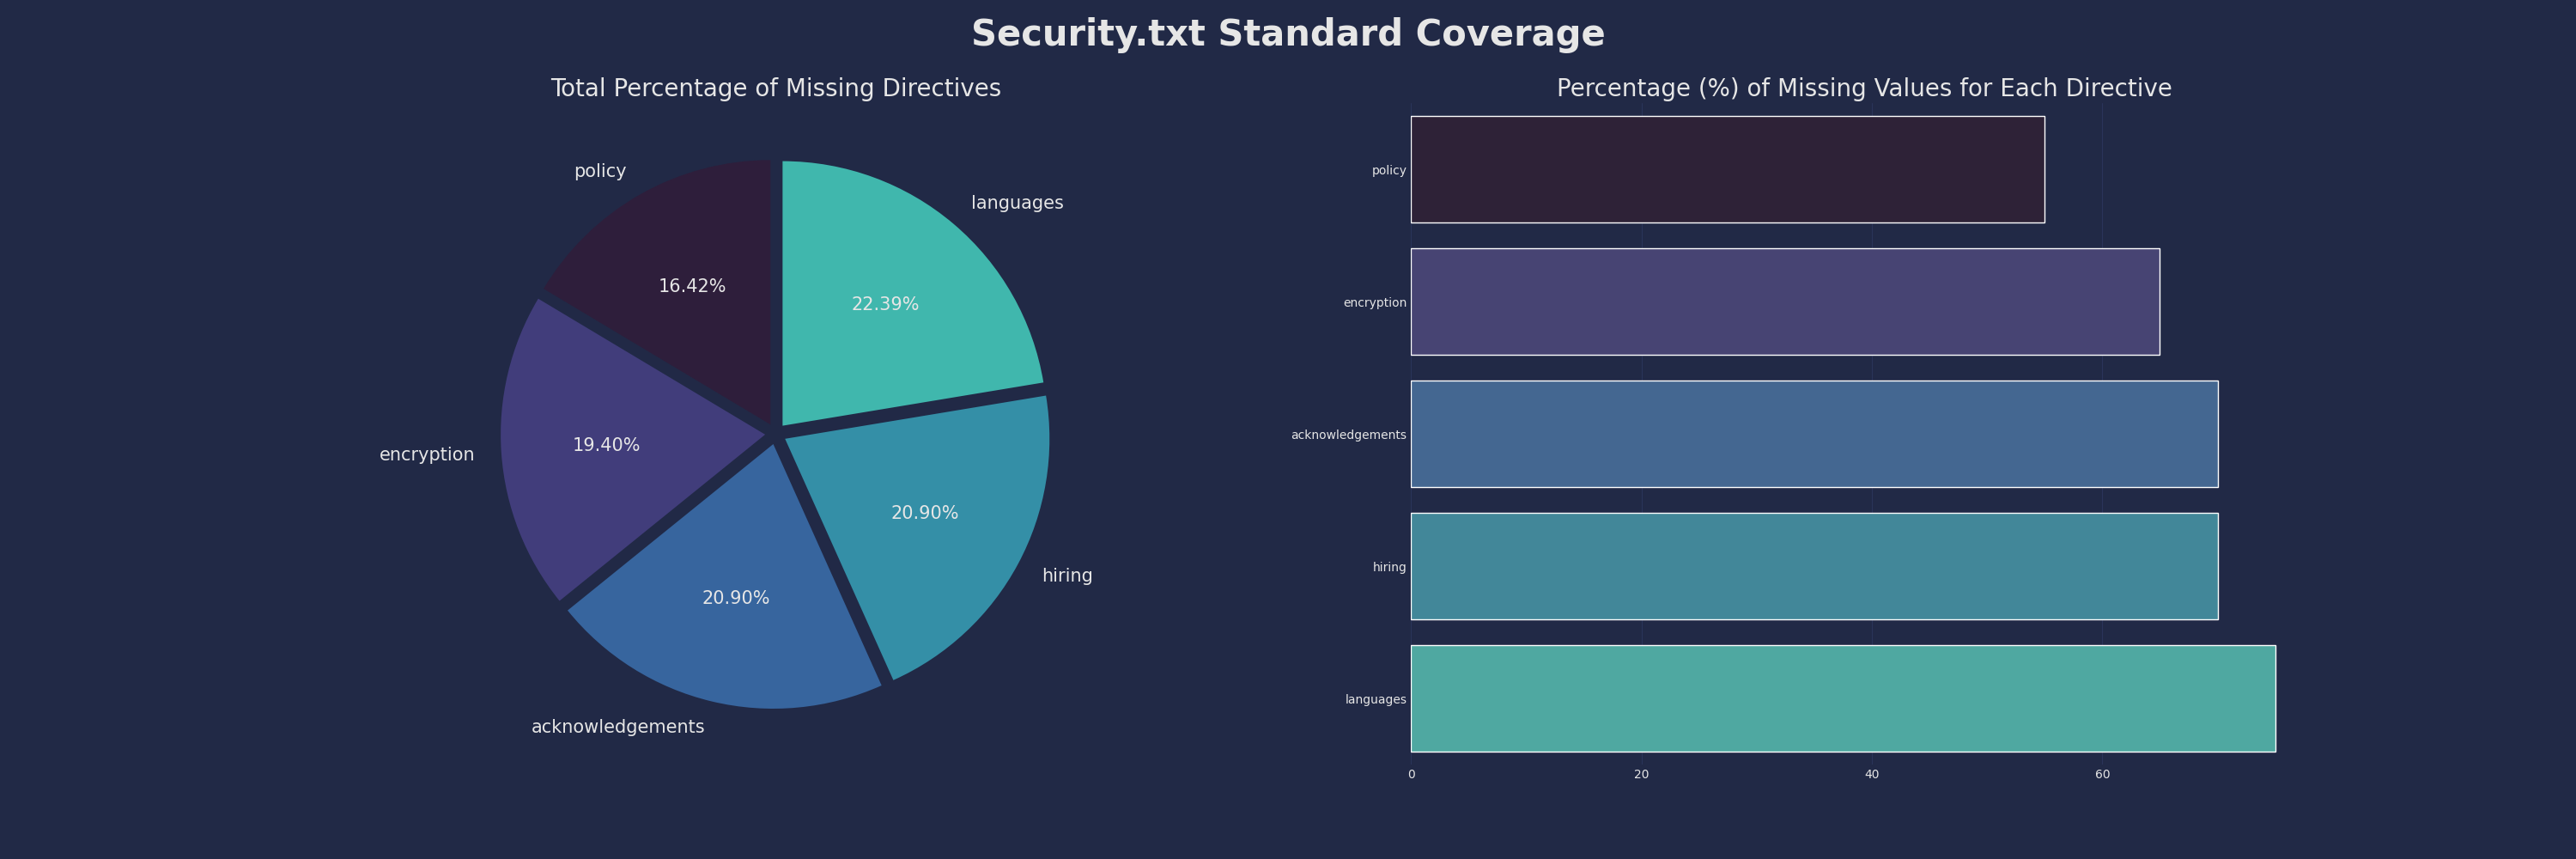 Security.txt Standard Coverage
Total Percentage of Missing Directives
policy
languages
16.42%
22.39%
encryption
19.40%
20.90%
hiring
20.90%
acknowledgements
Percentage (%) of Missing Values for Each Directive
policy
encryption
acknowledgements
hiring
languages
0 20 40 60